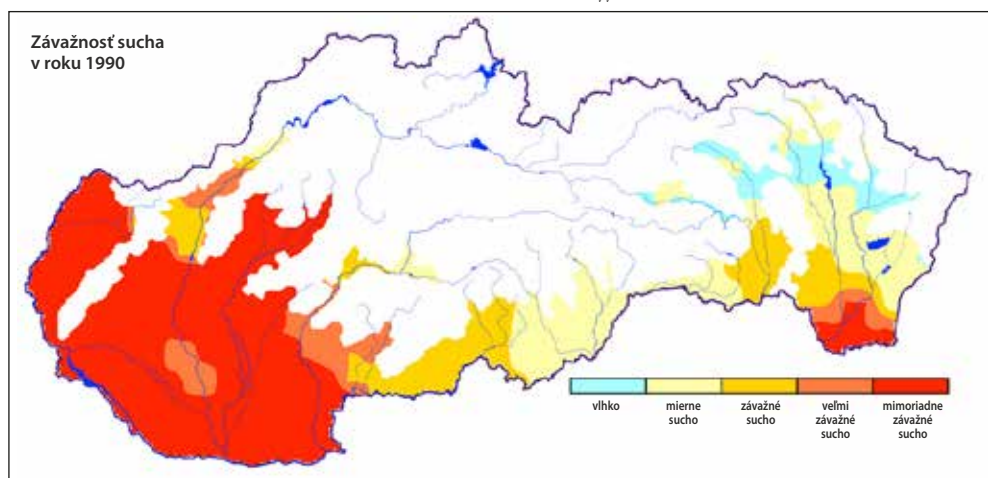 Závažnosť sucha
v roku 1990
vlhko
mierne
sucho
závažné
sucho
veľmi
závažné
sucho
mimoriadne
závažné
sucho